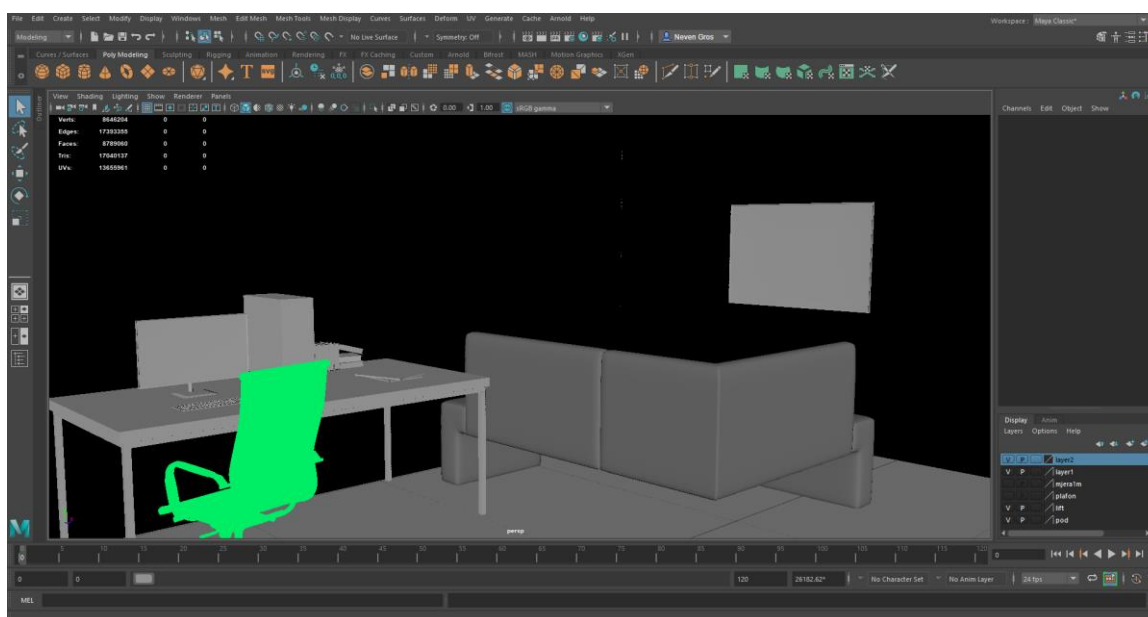 File Edit Create Select Modify Display Windows Mesh Edit Mesh Mesh Tools Mesh Display Curves Surfaces Deform UV Generate Cache Arnold Help Workspace: Maya Classic*
Modeling No Live Surface Symmetry: Off Neven Gros
Curves / Surfaces Poly Modeling Sculpting Rigging Animation Rendering FX FX Caching Custom Arnold Bifrost MASH Motion Graphics XGen
View Shading Lighting Show Renderer Panels
Channels Edit Object Show
0.00 1.00 sRGB gamma
Outliner
Verts: 8646204 0 0
Edges: 17393355 0 0
Faces: 8789060 0 0
Tris: 17040137 0 0
UVs: 13655961 0 0
Display Anim
Layers Options Help
V P layer2
V P layer1
mjera1m
plafon
V P lift
V P pod
persp
0 5 10 15 20 25 30 35 40 45 50 55 60 65 70 75 80 85 90 95 100 105 110 115 120 0
0 0 120 26182.62* No Character Set No Anim Layer 24 fps
MEL